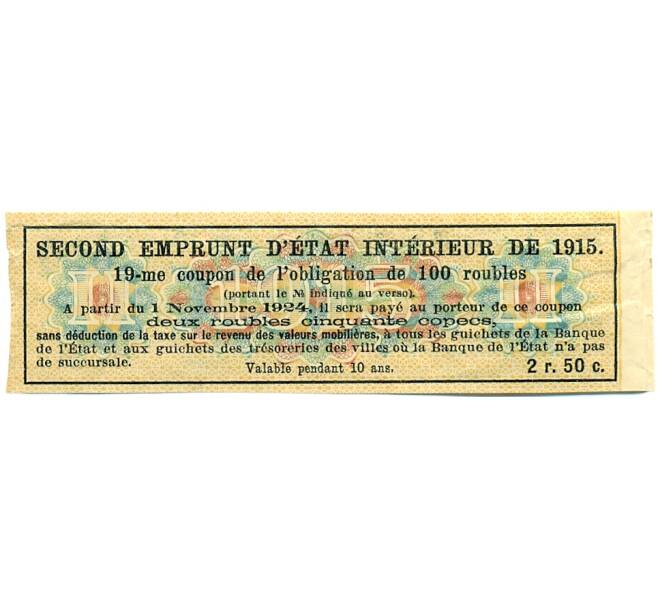 SECOND EMPRUNT D'ÉTAT INTÉRIEUR DE 1915.
19-me coupon de l'obligation de 100 roubles
(portant le № indiqué au verso).
A partir du 1 Novembre 1924, il sera payé au porteur de ce coupon
deux roubles cinquante copecs,
sans déduction de la taxe sur le revenu des valeurs mobilières, à tous les guichets de la Banque
de l'État et aux guichets des trésoreries des villes où la Banque de l'État n'a pas
de succursale.
Valable pendant 10 ans.
2 r. 50 c.